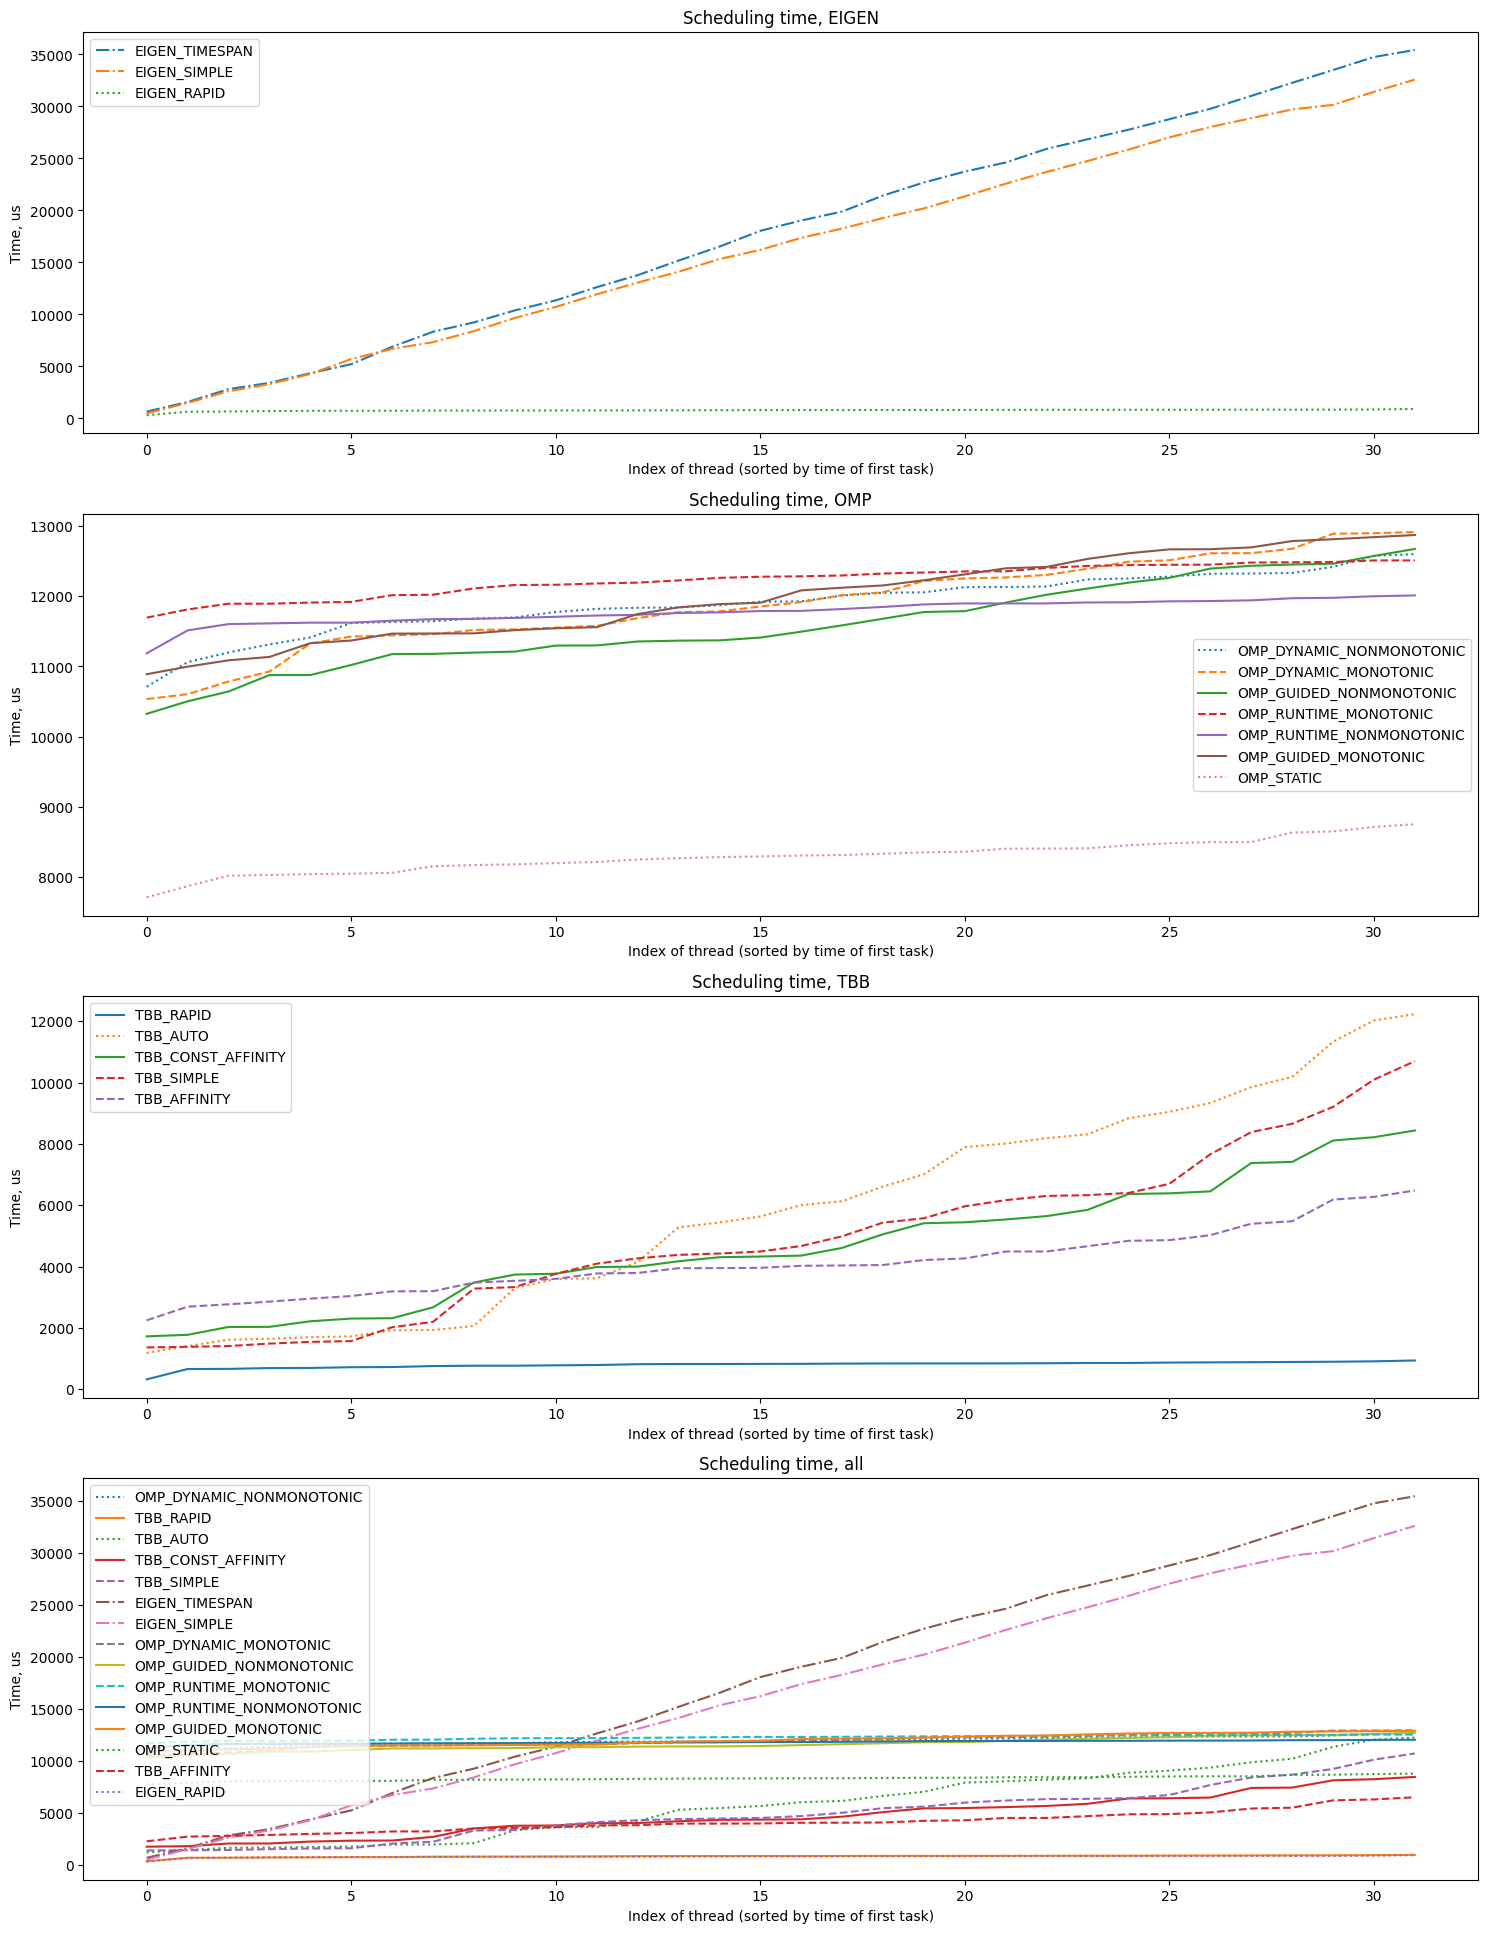 Scheduling time, EIGEN
EIGEN_TIMESPAN
EIGEN_SIMPLE
EIGEN_RAPID
35000
30000
25000
20000
15000
10000
5000
0
Time, us
0 5 10 15 20 25 30
Index of thread (sorted by time of first task)
Scheduling time, OMP
13000
12000
11000
10000
9000
8000
Time, us
OMP_DYNAMIC_NONMONOTONIC
OMP_DYNAMIC_MONOTONIC
OMP_GUIDED_NONMONOTONIC
OMP_RUNTIME_MONOTONIC
OMP_RUNTIME_NONMONOTONIC
OMP_GUIDED_MONOTONIC
OMP_STATIC
0 5 10 15 20 25 30
Index of thread (sorted by time of first task)
Scheduling time, TBB
TBB_RAPID
TBB_AUTO
TBB_CONST_AFFINITY
TBB_SIMPLE
TBB_AFFINITY
12000
10000
8000
6000
4000
2000
0
Time, us
0 5 10 15 20 25 30
Index of thread (sorted by time of first task)
Scheduling time, all
OMP_DYNAMIC_NONMONOTONIC
TBB_RAPID
TBB_AUTO
TBB_CONST_AFFINITY
TBB_SIMPLE
EIGEN_TIMESPAN
EIGEN_SIMPLE
OMP_DYNAMIC_MONOTONIC
OMP_GUIDED_NONMONOTONIC
OMP_RUNTIME_MONOTONIC
OMP_RUNTIME_NONMONOTONIC
OMP_GUIDED_MONOTONIC
OMP_STATIC
TBB_AFFINITY
EIGEN_RAPID
35000
30000
25000
20000
15000
10000
5000
0
Time, us
0 5 10 15 20 25 30
Index of thread (sorted by time of first task)